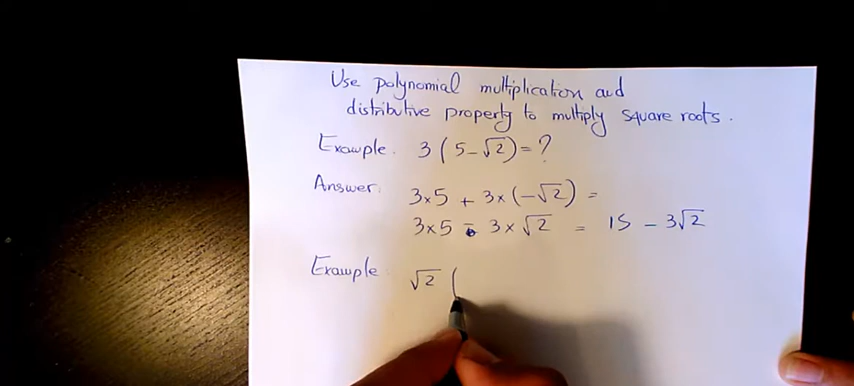 Use polynomial multiplication and
distributive property to multiply square roots.
Example: 3(5-√2)=?
Answer: 3×5 + 3×(-√2) =
3×5 - 3×√2 = 15 - 3√2
Example: √2 (